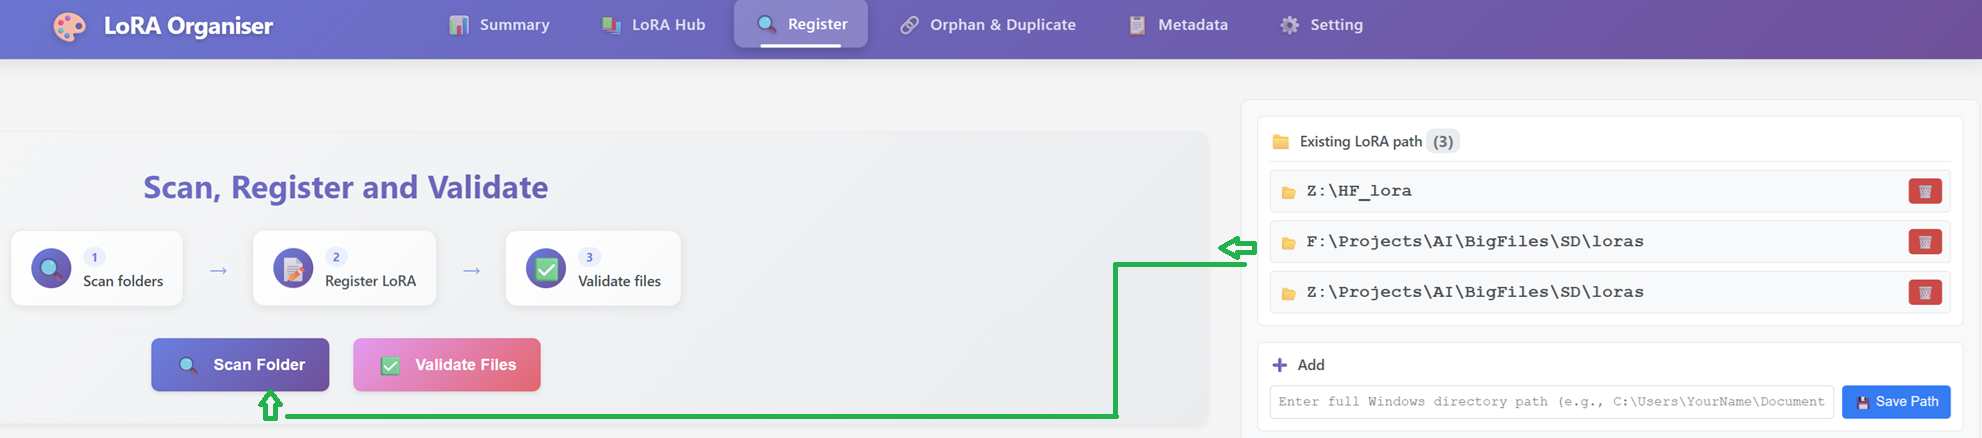 LoRA Organiser
Summary
LoRA Hub
Register
Orphan & Duplicate
Metadata
Setting
Scan, Register and Validate
1
Scan folders
2
Register LoRA
3
Validate files
Scan Folder
Validate Files
Existing LoRA path (3)
Z:\HF_lora
F:\Projects\AI\BigFiles\SD\loras
Z:\Projects\AI\BigFiles\SD\loras
Add
Enter full Windows directory path (e.g., C:\Users\YourName\Document
Save Path